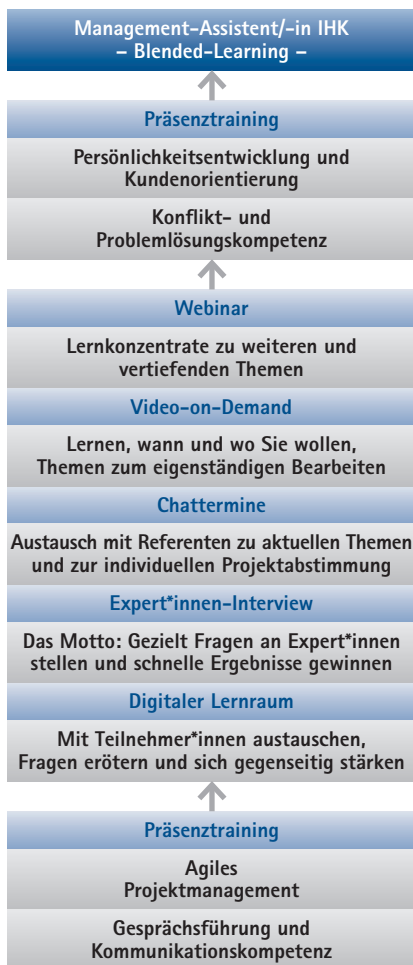 Management-Assistent/-in IHK
– Blended-Learning –
Präsenztraining
Persönlichkeitsentwicklung und
Kundenorientierung
Konflikt- und
Problemlösungskompetenz
Webinar
Lernkonzentrate zu weiteren und
vertiefenden Themen
Video-on-Demand
Lernen, wann und wo Sie wollen,
Themen zum eigenständigen Bearbeiten
Chattermine
Austausch mit Referenten zu aktuellen Themen
und zur individuellen Projektabstimmung
Expert*innen-Interview
Das Motto: Gezielt Fragen an Expert*innen
stellen und schnelle Ergebnisse gewinnen
Digitaler Lernraum
Mit Teilnehmer*innen austauschen,
Fragen erötern und sich gegenseitig stärken
Präsenztraining
Agiles
Projektmanagement
Gesprächsführung und
Kommunikationskompetenz